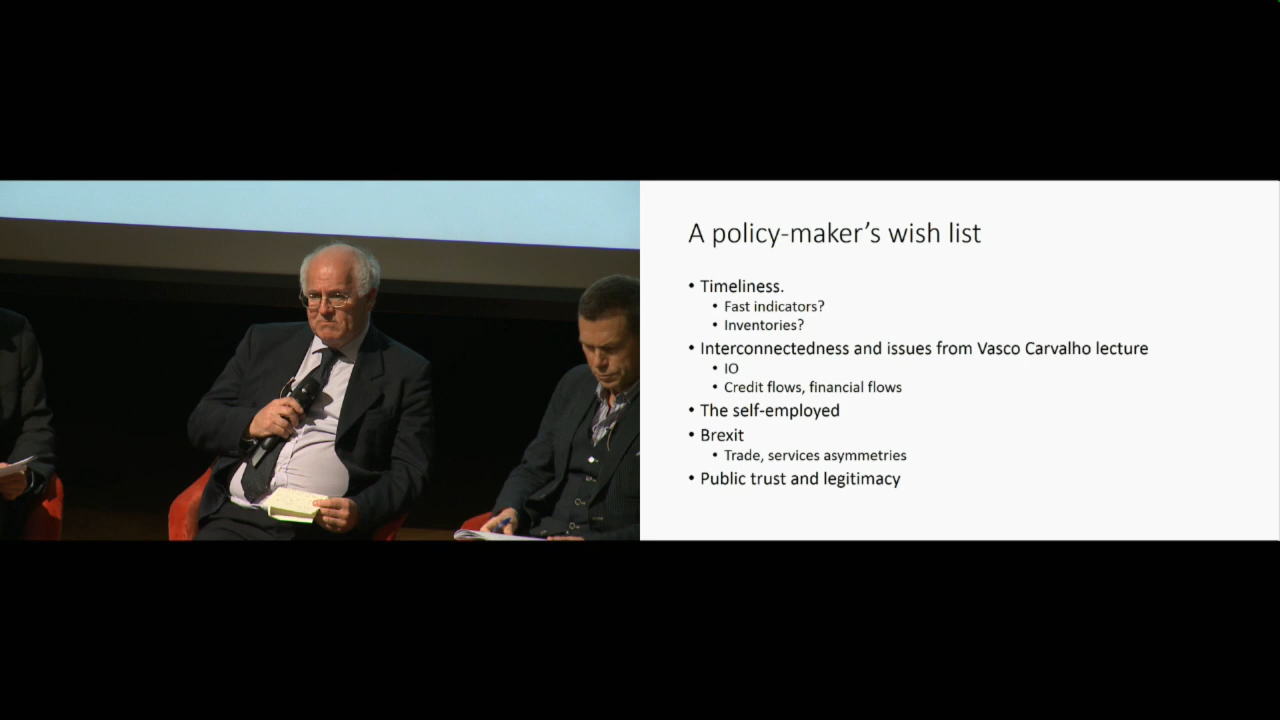 A policy-maker’s wish list
• Timeliness.
• Fast indicators?
• Inventories?
• Interconnectedness and issues from Vasco Carvalho lecture
• IO
• Credit flows, financial flows
• The self-employed
• Brexit
• Trade, services asymmetries
• Public trust and legitimacy